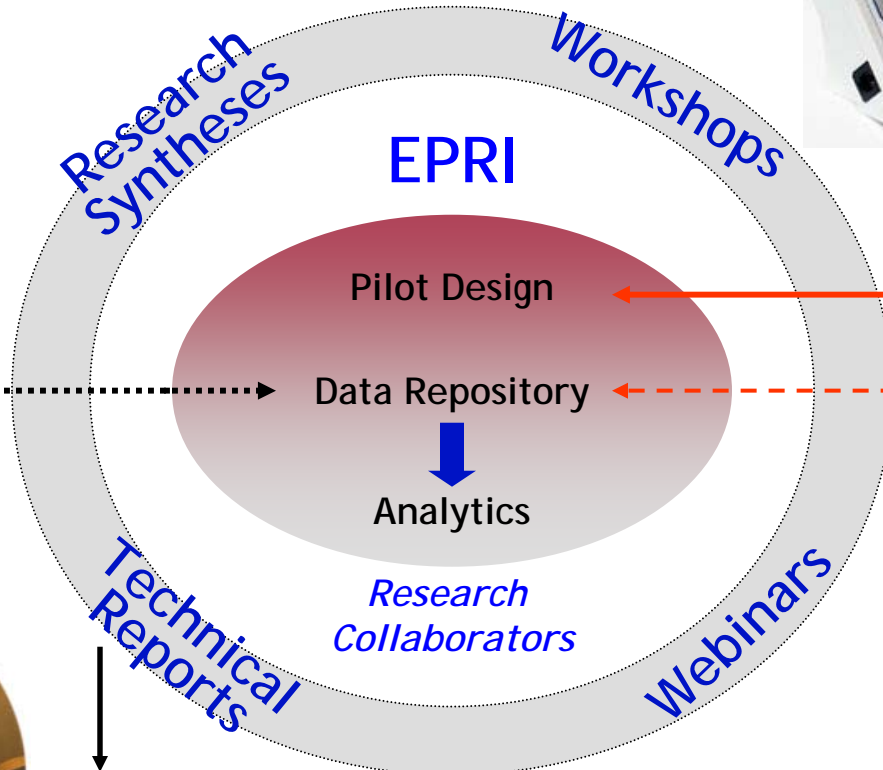 Research
Syntheses
Workshops
EPRI
Pilot Design
Data Repository
Analytics
Research
Collaborators
Technical
Reports
Webinars